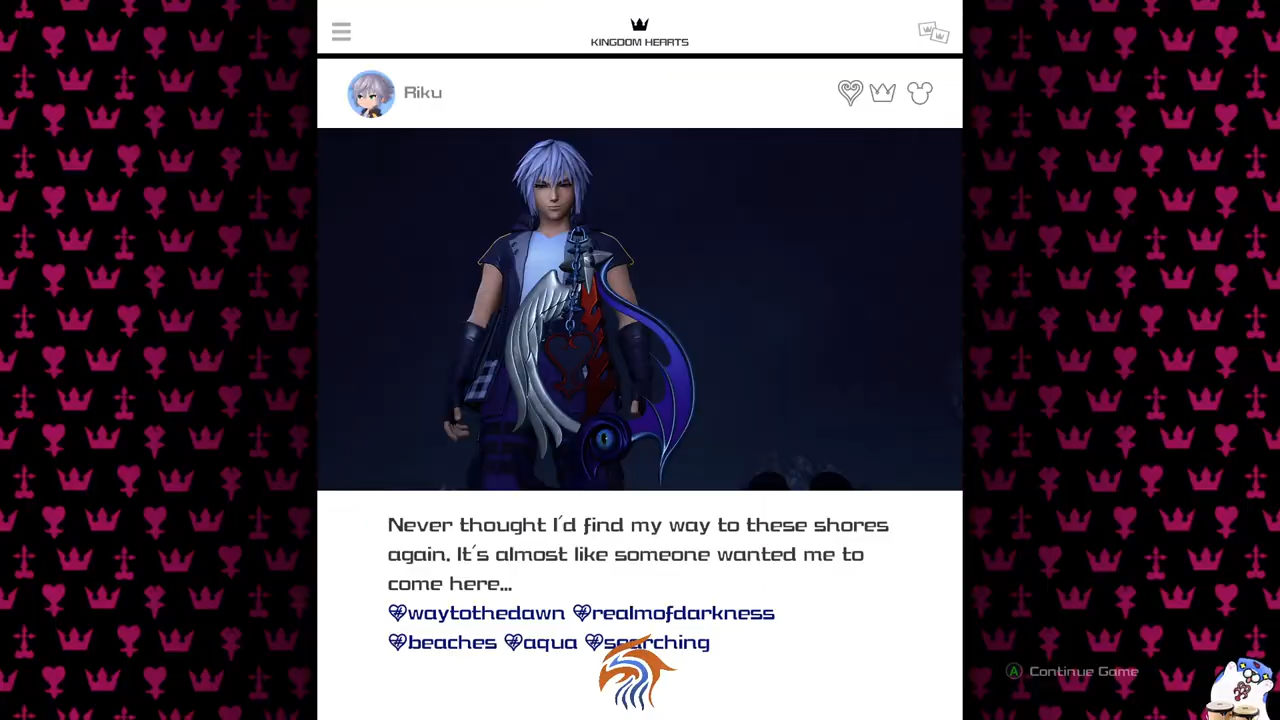 KINGDOM HEARTS
Riku
Never thought I'd find my way to these shores
again. It's almost like someone wanted me to
come here...
#waytothedawn #realmofdarkness
#beaches #aqua #searching
A Continue Game